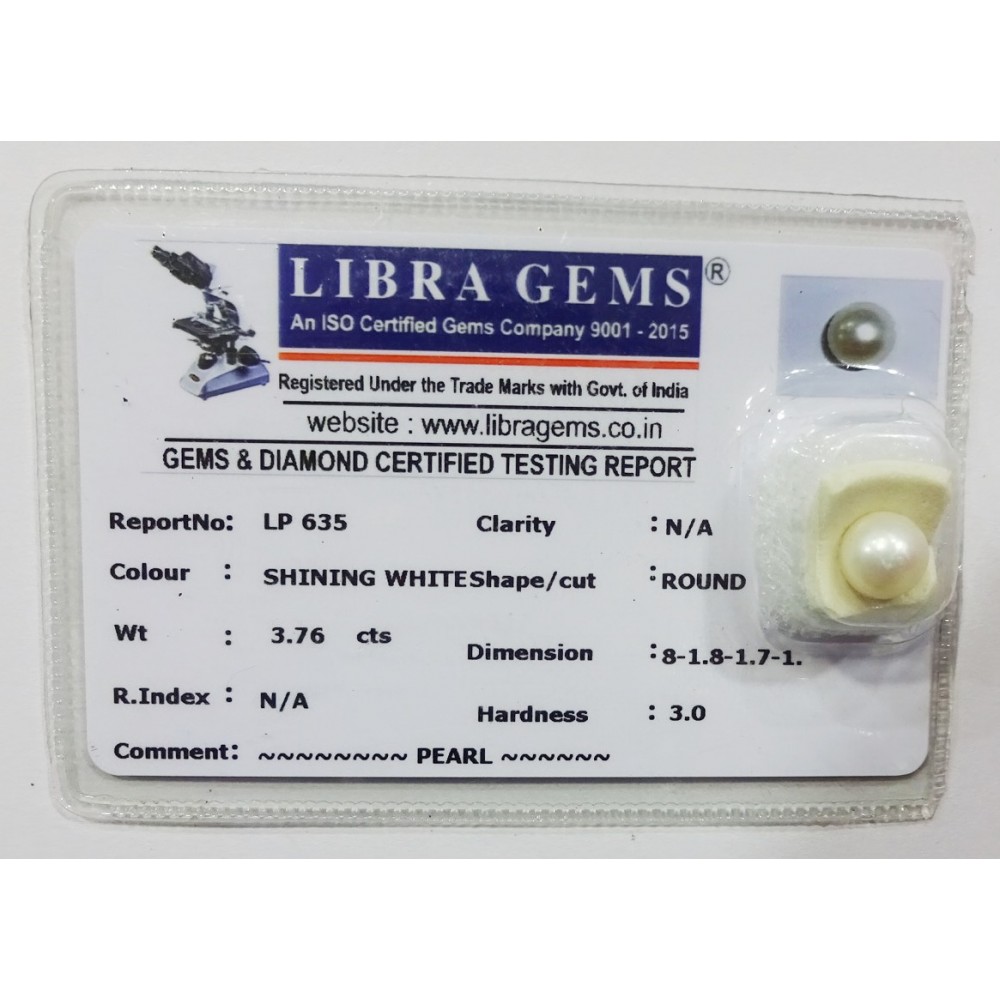 LIBRA GEMS®
An ISO Certified Gems Company 9001 - 2015
Registered Under the Trade Marks with Govt. of India
website : www.libragems.co.in
GEMS & DIAMOND CERTIFIED TESTING REPORT
ReportNo: LP 635 Clarity : N/A
Colour : SHINING WHITE Shape/cut : ROUND
Wt : 3.76 cts Dimension : 8-1.8-1.7-1.
R.Index : N/A Hardness : 3.0
Comment: ~~~~~~~~ PEARL ~~~~~~